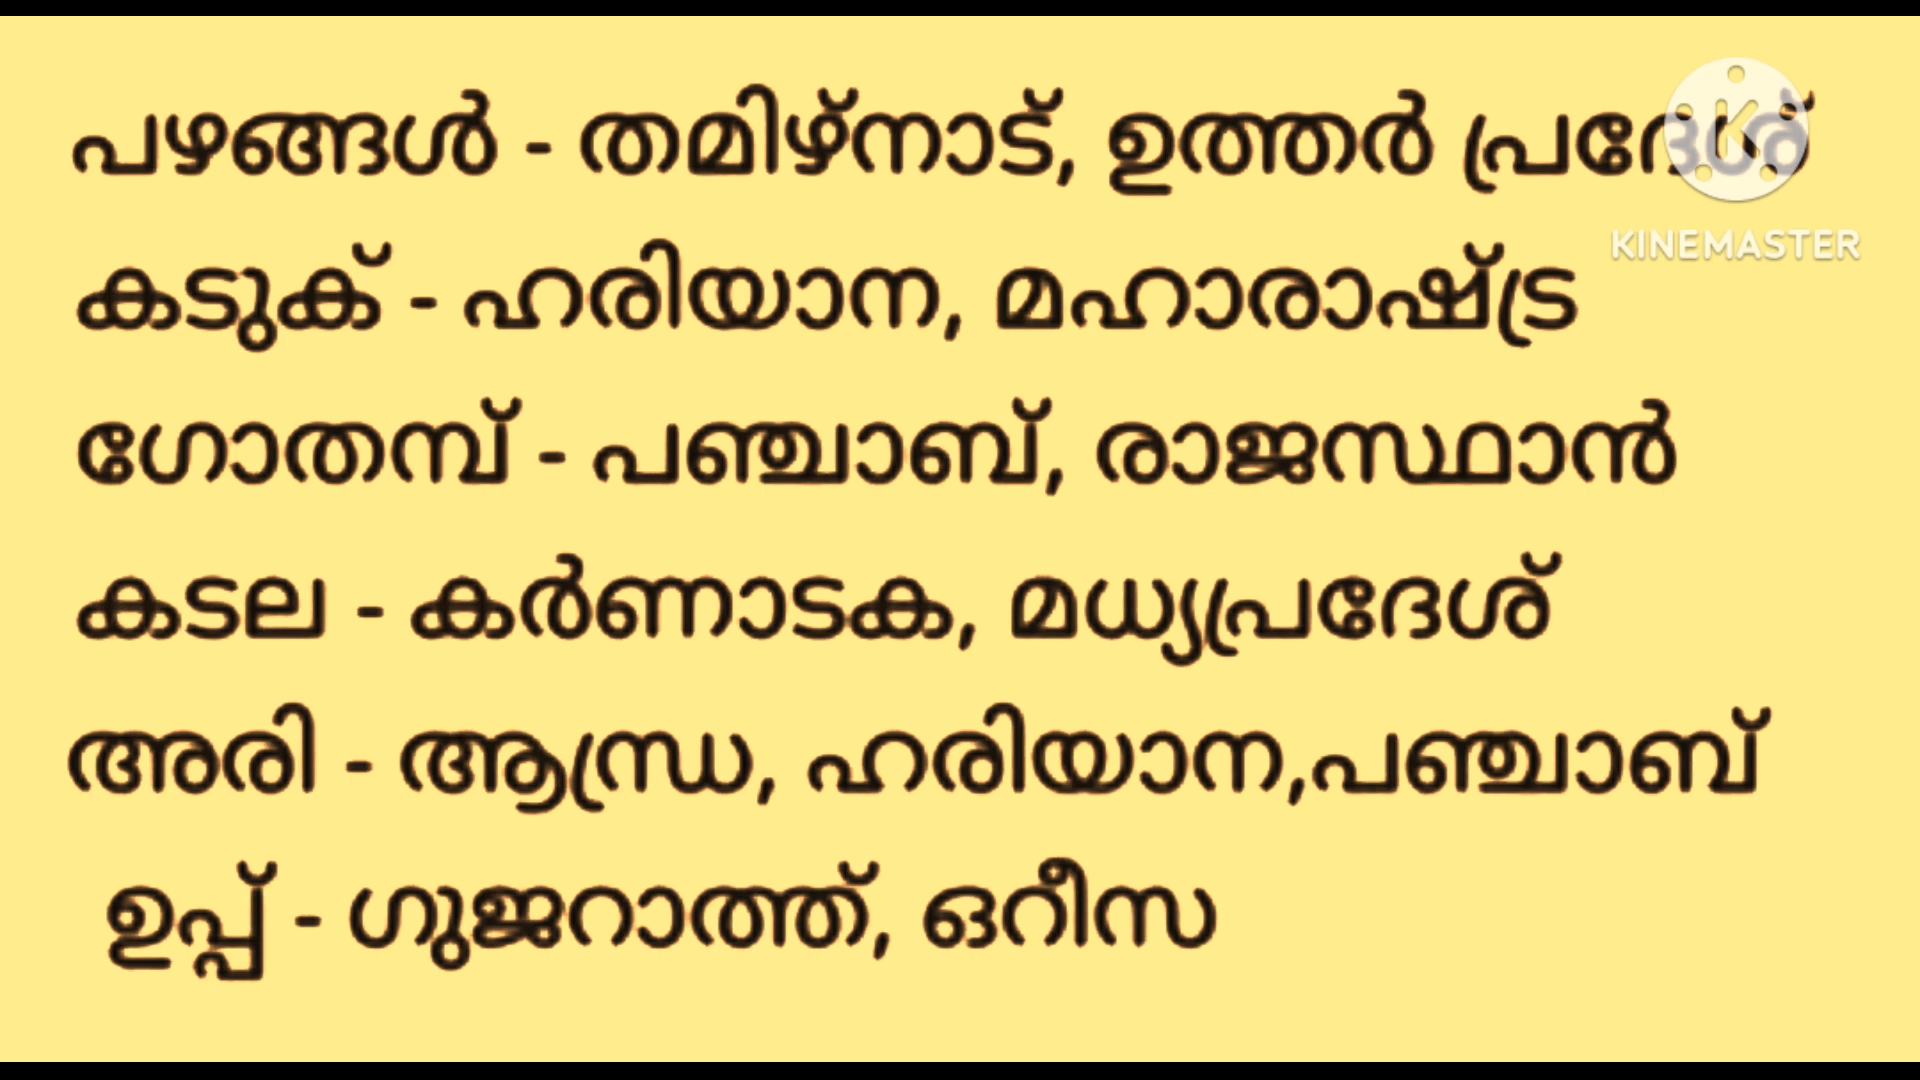 പഴങ്ങൾ - തമിഴ്നാട്, ഉത്തർ പ്രദേശ്
KINEMASTER
കടുക് - ഹരിയാന, മഹാരാഷ്ട്ര
ഗോതമ്പ് - പഞ്ചാബ്, രാജസ്ഥാൻ
കടല - കർണാടക, മധ്യപ്രദേശ്
അരി - ആന്ധ്ര, ഹരിയാന,പഞ്ചാബ്
ഉപ്പ് - ഗുജറാത്ത്, ഒറീസ